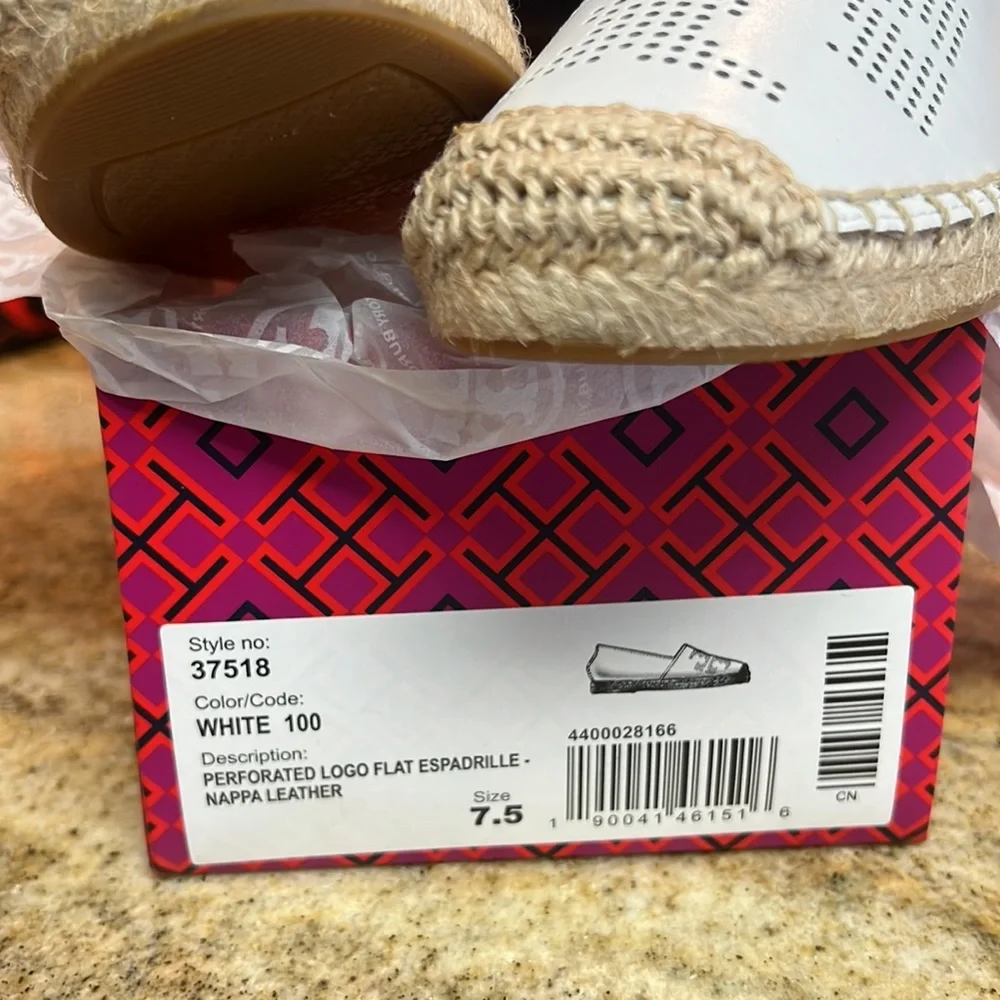 Style no:
37518
Color/Code:
WHITE 100
Description:
PERFORATED LOGO FLAT ESPADRILLE -
NAPPA LEATHER
Size
7.5
4400028166
1 90041 46151 6
CN